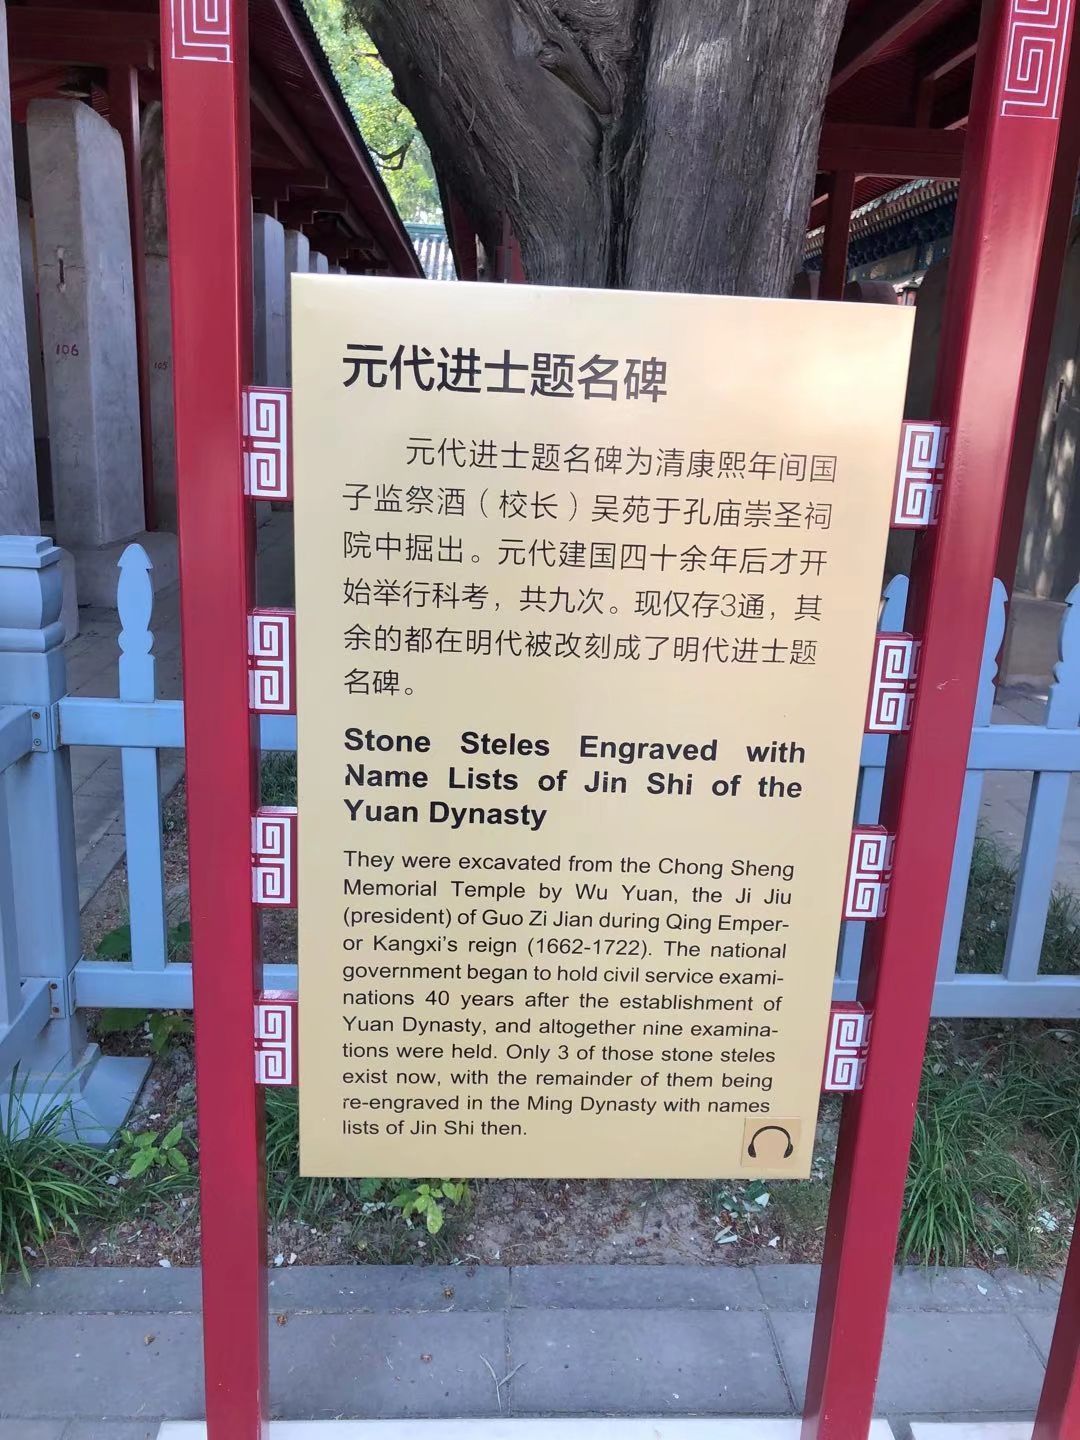 元代进士题名碑
元代进士题名碑为清康熙年间国
子监祭酒（校长）吴苑于孔庙崇圣祠
院中掘出。元代建国四十余年后才开
始举行科考，共九次。现仅存3通，其
余的都在明代被改刻成了明代进士题
名碑。
Stone Steles Engraved with
Name Lists of Jin Shi of the
Yuan Dynasty
They were excavated from the Chong Sheng
Memorial Temple by Wu Yuan, the Ji Jiu
(president) of Guo Zi Jian during Qing Emper-
or Kangxi's reign (1662-1722). The national
government began to hold civil service exami-
nations 40 years after the establishment of
Yuan Dynasty, and altogether nine examina-
tions were held. Only 3 of those stone steles
exist now, with the remainder of them being
re-engraved in the Ming Dynasty with names
lists of Jin Shi then.
106
105